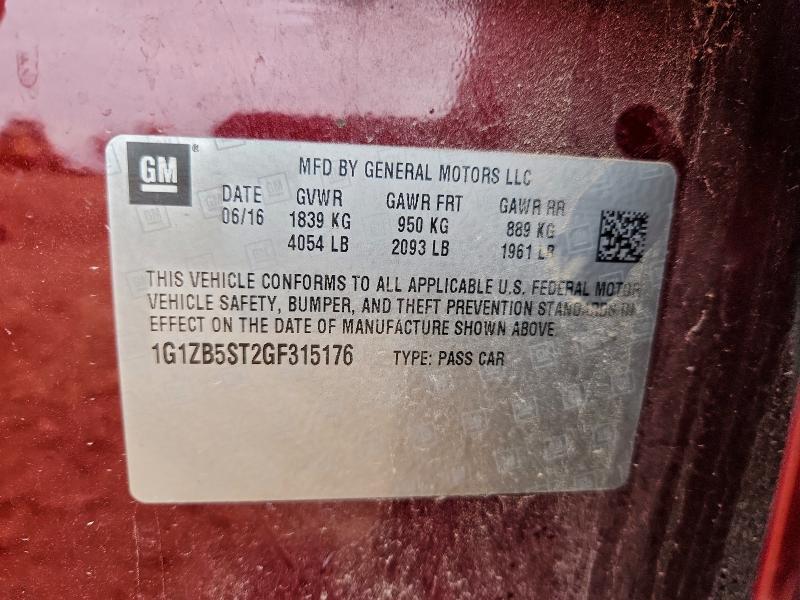 GM ®
MFD BY GENERAL MOTORS LLC
DATE GVWR GAWR FRT GAWR RR
06/16 1839 KG 950 KG 889 KG
4054 LB 2093 LB 1961 LB
THIS VEHICLE CONFORMS TO ALL APPLICABLE U.S. FEDERAL MOTOR
VEHICLE SAFETY, BUMPER, AND THEFT PREVENTION STANDARDS IN
EFFECT ON THE DATE OF MANUFACTURE SHOWN ABOVE.
1G1ZB5ST2GF315176 TYPE: PASS CAR